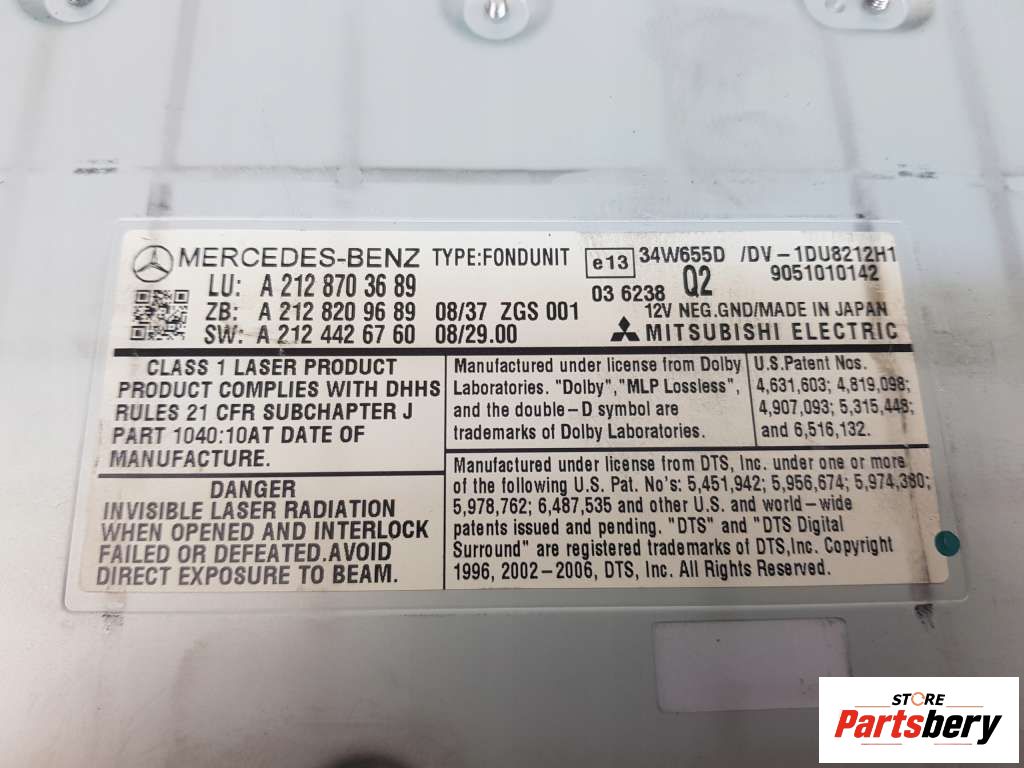 MERCEDES-BENZ TYPE:FONDUNIT e13 34W655D /DV-1DU8212H1
LU: A 212 870 36 89 03 6238 Q2 9051010142
ZB: A 212 820 96 89 08/37 ZGS 001 12V NEG.GND/MADE IN JAPAN
SW: A 212 442 67 60 08/29.00 MITSUBISHI ELECTRIC
CLASS 1 LASER PRODUCT
PRODUCT COMPLIES WITH DHHS
RULES 21 CFR SUBCHAPTER J
PART 1040:10AT DATE OF
MANUFACTURE.
Manufactured under license from Dolby
Laboratories. "Dolby","MLP Lossless",
and the double-D symbol are
trademarks of Dolby Laboratories.
U.S.Patent Nos.
4,631,603; 4,819,098;
4,907,093; 5,315,448;
and 6,516,132.
DANGER
INVISIBLE LASER RADIATION
WHEN OPENED AND INTERLOCK
FAILED OR DEFEATED.AVOID
DIRECT EXPOSURE TO BEAM.
Manufactured under license from DTS, Inc. under one or more
of the following U.S. Pat. No's: 5,451,942; 5,956,674; 5,974,380;
5,978,762; 6,487,535 and other U.S. and world-wide
patents issued and pending. "DTS" and "DTS Digital
Surround" are registered trademarks of DTS,Inc. Copyright
1996, 2002-2006, DTS, Inc. All Rights Reserved.
STORE
Partsbery